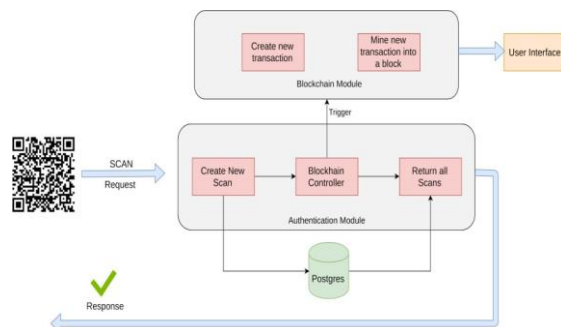 Create new
transaction
Mine new
transaction into
a block
User Interface
Blockchain Module
Trigger
SCAN
Request
Create New
Scan
Blockhain
Controller
Return all
Scans
Authentication Module
Postgres
Response